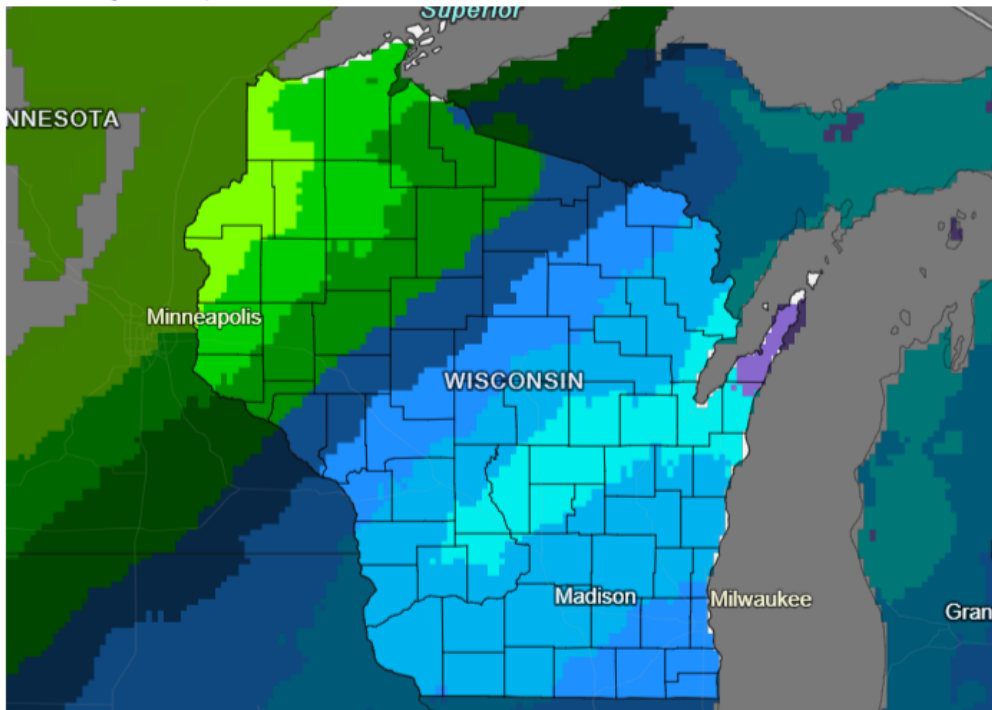 Superior
NNESOTA
Minneapolis
WISCONSIN
Madison
Milwaukee
Gran